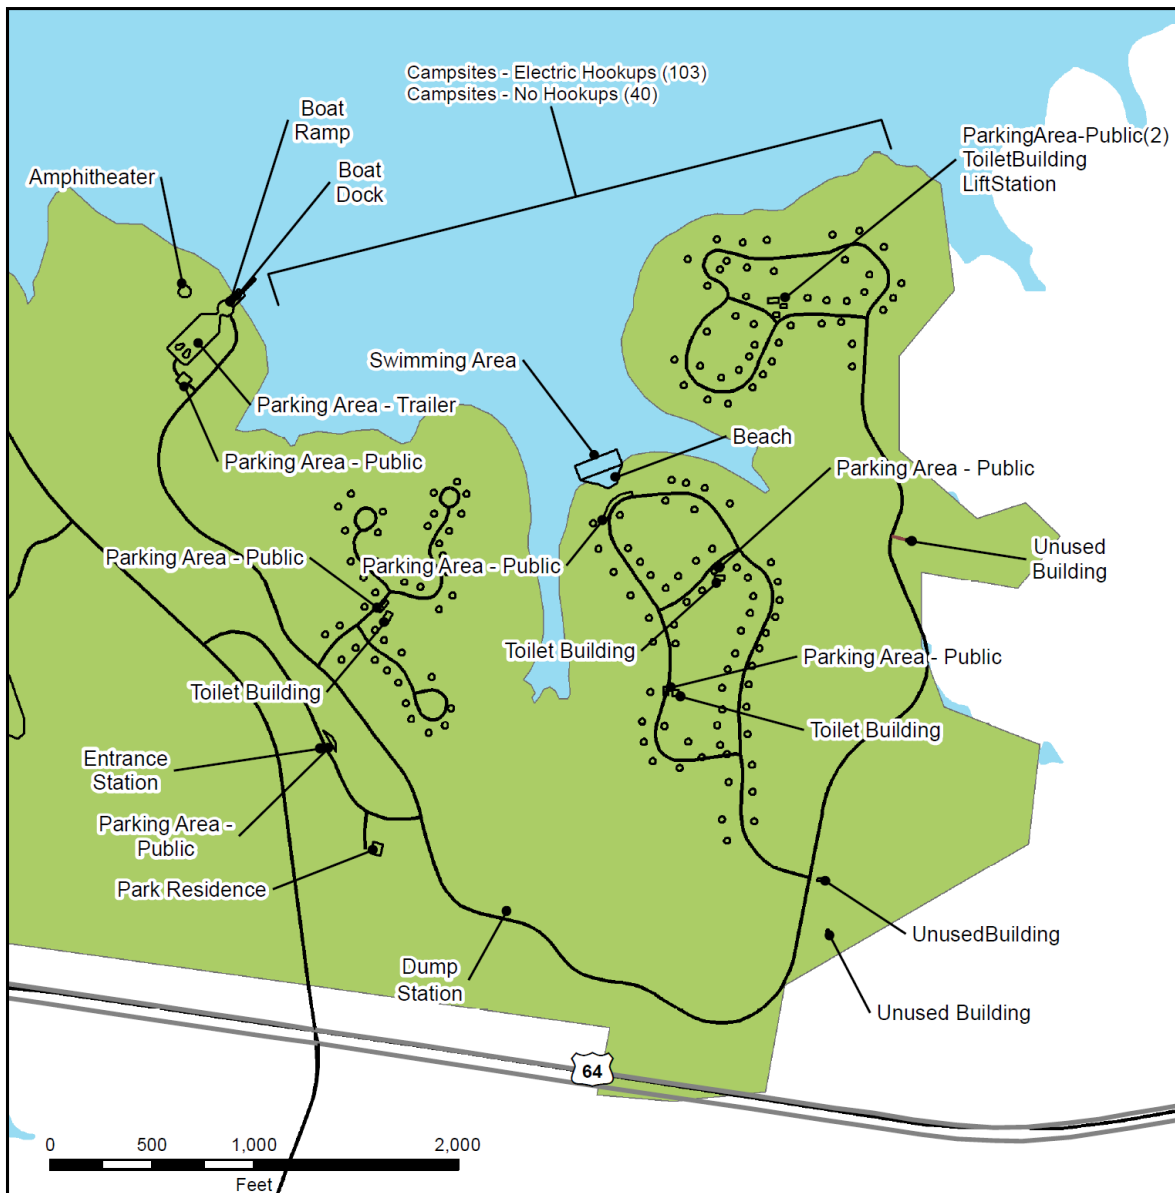 Campsites - Electric Hookups (103)
Campsites - No Hookups (40)
Boat
Ramp
Boat
Dock
Amphitheater
ParkingArea-Public(2)
ToiletBuilding
LiftStation
Swimming Area
Parking Area - Trailer
Beach
Parking Area - Public
Parking Area - Public
Parking Area - Public
Parking Area - Public
Unused
Building
Toilet Building
Parking Area - Public
Toilet Building
Toilet Building
Entrance
Station
Parking Area -
Public
Park Residence
UnusedBuilding
Dump
Station
Unused Building
64
0 500 1,000 2,000
Feet